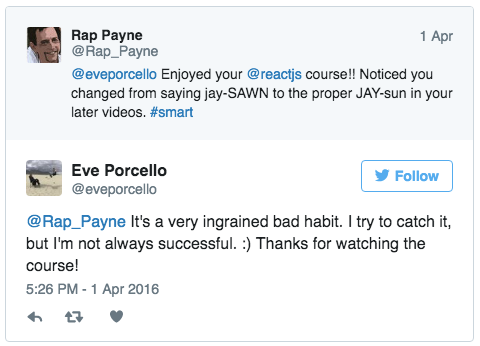 Rap Payne
@Rap_Payne
1 Apr
@eveporcello Enjoyed your @reactjs course!! Noticed you
changed from saying jay-SAWN to the proper JAY-sun in your
later videos. #smart
Eve Porcello
@eveporcello
Follow
@Rap_Payne It's a very ingrained bad habit. I try to catch it,
but I'm not always successful. :) Thanks for watching the
course!
5:26 PM - 1 Apr 2016